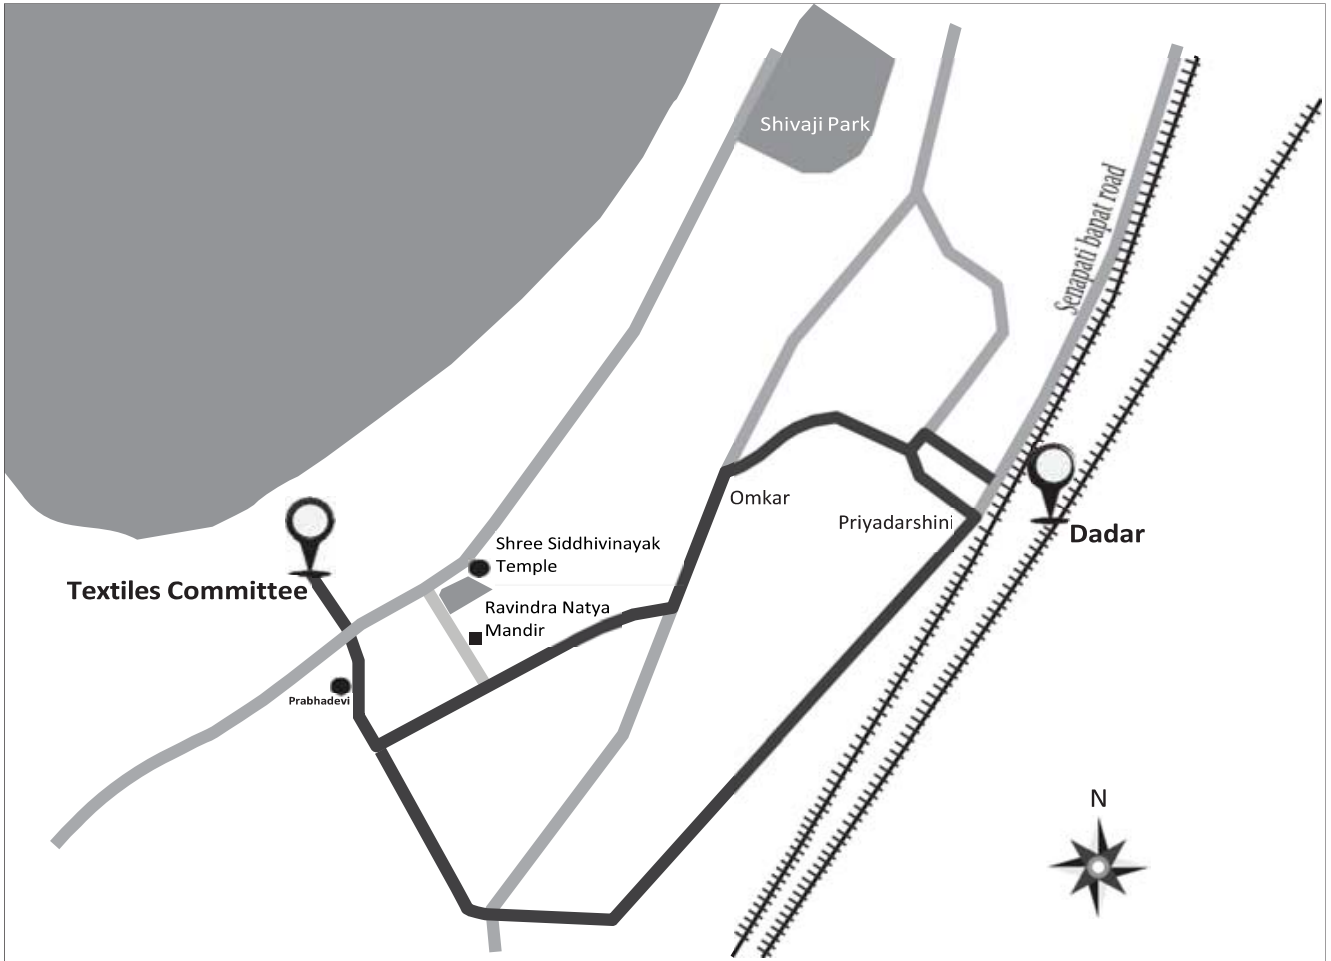 Shivaji Park
Senapati bapat road
Omkar
Priyadarshini
Dadar
Shree Siddhivinayak
Temple
Textiles Committee
Ravindra Natya
Mandir
Prabhadevi
N